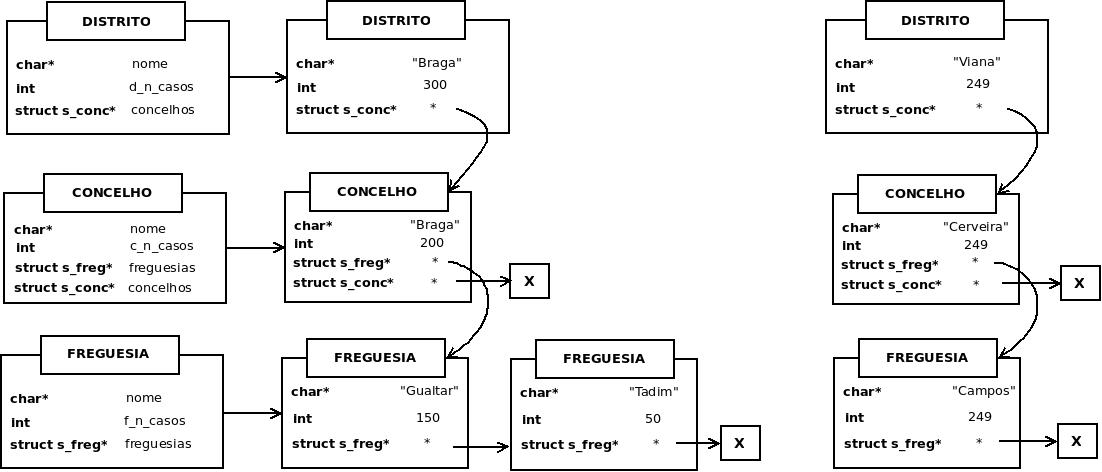 DISTRITO
char* nome
int d_n_casos
struct s_conc* concelhos
DISTRITO
char* "Braga"
int 300
struct s_conc* *
DISTRITO
char* "Viana"
int 249
struct s_conc* *
CONCELHO
char* nome
int c_n_casos
struct s_freg* freguesias
struct s_conc* concelhos
CONCELHO
char* "Braga"
int 200
struct s_freg* *
struct s_conc* *
X
CONCELHO
char* "Cerveira"
int 249
struct s_freg* *
struct s_conc* *
X
FREGUESIA
char* nome
int f_n_casos
struct s_freg* freguesias
FREGUESIA
char* "Gualtar"
int 150
struct s_freg* *
FREGUESIA
char* "Tadim"
int 50
struct s_freg* *
X
FREGUESIA
char* "Campos"
int 249
struct s_freg* *
X